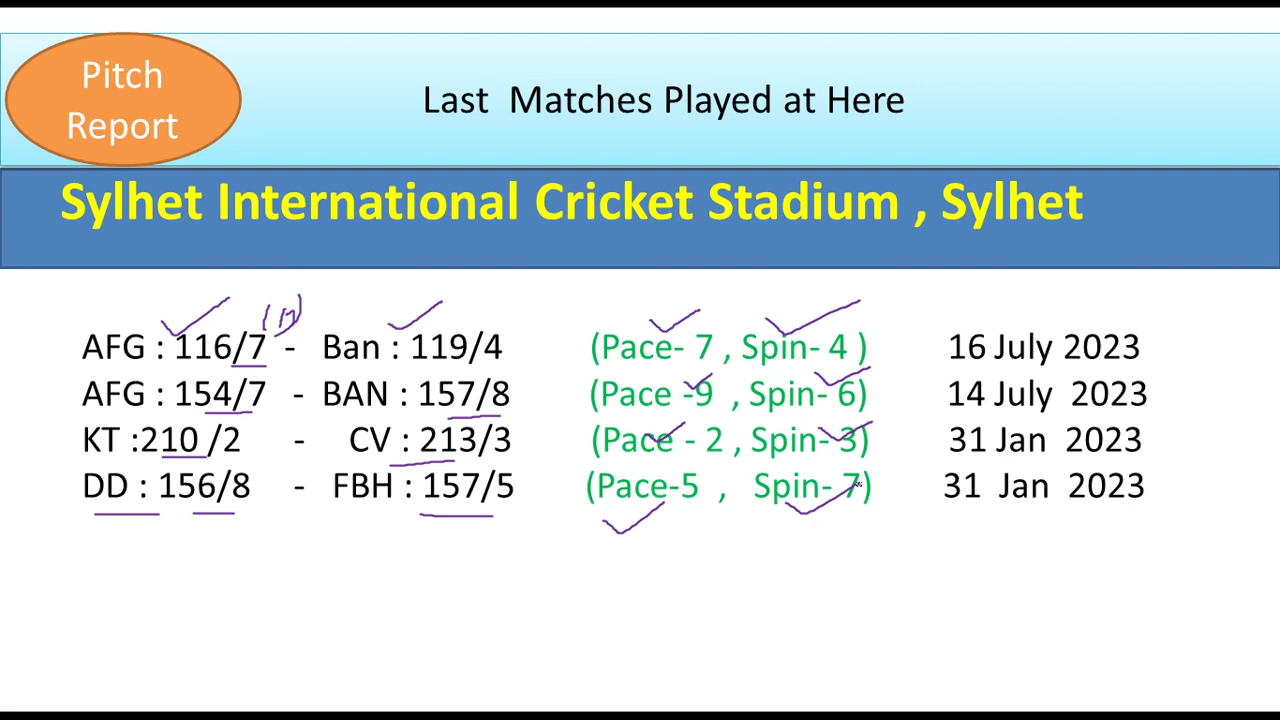 Pitch
Report
Last Matches Played at Here
Sylhet International Cricket Stadium , Sylhet
AFG : 116/7 - Ban : 119/4 (Pace- 7 , Spin- 4 ) 16 July 2023
AFG : 154/7 - BAN : 157/8 (Pace -9 , Spin- 6) 14 July 2023
KT :210 /2 - CV : 213/3 (Pace - 2 , Spin- 3) 31 Jan 2023
DD : 156/8 - FBH : 157/5 (Pace-5 , Spin- 7) 31 Jan 2023